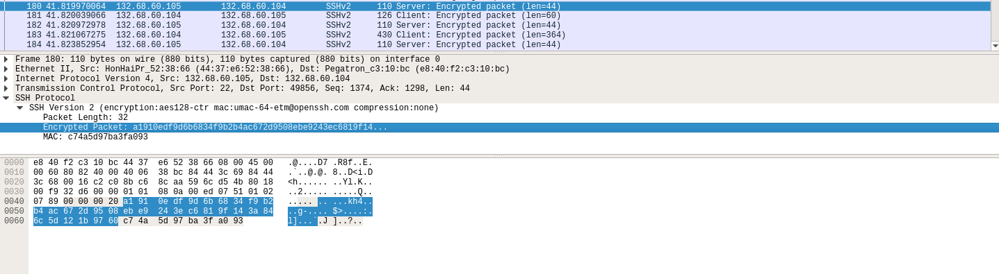 180 41.819970064 132.68.60.105 132.68.60.104 SSHv2 110 Server: Encrypted packet (len=44)
181 41.820039066 132.68.60.104 132.68.60.105 SSHv2 126 Client: Encrypted packet (len=60)
182 41.820972978 132.68.60.105 132.68.60.104 SSHv2 110 Server: Encrypted packet (len=44)
183 41.821067275 132.68.60.104 132.68.60.105 SSHv2 430 Client: Encrypted packet (len=364)
184 41.823852954 132.68.60.105 132.68.60.104 SSHv2 110 Server: Encrypted packet (len=44)
Frame 180: 110 bytes on wire (880 bits), 110 bytes captured (880 bits) on interface 0
Ethernet II, Src: HonHaiPr_52:38:66 (44:37:e6:52:38:66), Dst: Pegatron_c3:10:bc (e8:40:f2:c3:10:bc)
Internet Protocol Version 4, Src: 132.68.60.105, Dst: 132.68.60.104
Transmission Control Protocol, Src Port: 22, Dst Port: 49856, Seq: 1374, Ack: 1298, Len: 44
SSH Protocol
SSH Version 2 (encryption:aes128-ctr mac:umac-64-etm@openssh.com compression:none)
Packet Length: 32
Encrypted Packet: a1910edf9d6b6834f9b2b4ac672d9508ebe9243ec6819f14...
MAC: c74a5d97ba3fa093
0000 e8 40 f2 c3 10 bc 44 37 e6 52 38 66 08 00 45 00 .@....D7 .R8f..E.
0010 00 60 80 82 40 00 40 06 38 bc 84 44 3c 69 84 44 .`..@.@. 8..D<i.D
0020 3c 68 00 16 c2 c0 8b c6 8c aa 59 6c d5 4b 80 18 <h...... ..Yl.K..
0030 00 f9 32 d6 00 00 01 01 08 0a 00 ed 07 51 01 02 ..2..... .....Q..
0040 07 89 00 00 00 20 a1 91 0e df 9d 6b 68 34 f9 b2 ..... .. ...kh4..
0050 b4 ac 67 2d 95 08 eb e9 24 3e c6 81 9f 14 3a 84 ..g-.... $>....:.
0060 6c 5d 12 1b 97 60 c7 4a 5d 97 ba 3f a0 93 l]...`.J ]..?..